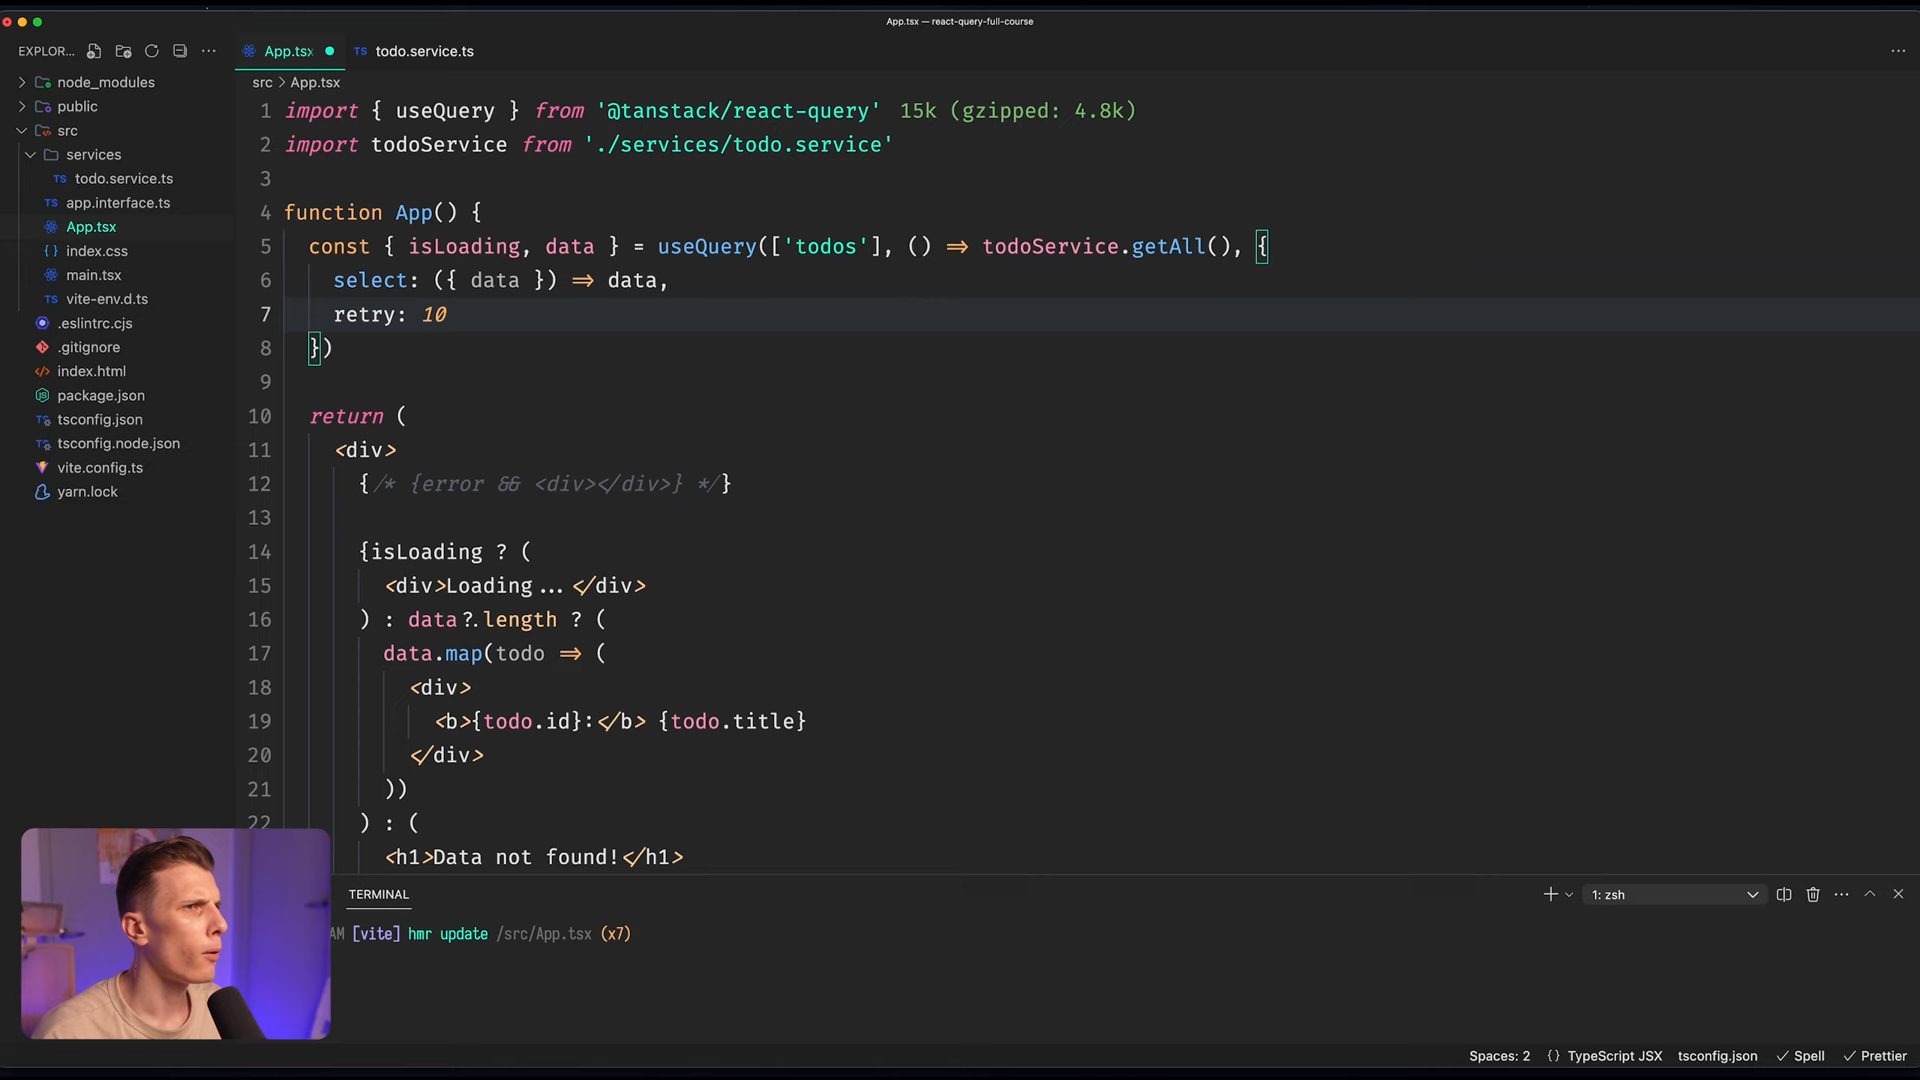 App.tsx — react-query-full-course
EXPLOR...
App.tsx
TS todo.service.ts
node_modules
public
src
services
TS todo.service.ts
TS app.interface.ts
App.tsx
{} index.css
main.tsx
TS vite-env.d.ts
.eslintrc.cjs
.gitignore
</> index.html
package.json
TS tsconfig.json
TS tsconfig.node.json
vite.config.ts
yarn.lock
src > App.tsx
1 import { useQuery } from '@tanstack/react-query' 15k (gzipped: 4.8k)
2 import todoService from './services/todo.service'
3
4 function App() {
5 const { isLoading, data } = useQuery(['todos'], () => todoService.getAll(), {
6 select: ({ data }) => data,
7 retry: 10
8 })
9
10 return (
11 <div>
12 {/* {error && <div></div>} */}
13
14 {isLoading ? (
15 <div>Loading...</div>
16 ) : data?.length ? (
17 data.map(todo => (
18 <div>
19 <b>{todo.id}:</b> {todo.title}
20 </div>
21 ))
22 ) : (
<h1>Data not found!</h1>
TERMINAL
1: zsh
AM [vite] hmr update /src/App.tsx (x7)
Spaces: 2 {} TypeScript JSX tsconfig.json ✓ Spell ✓ Prettier